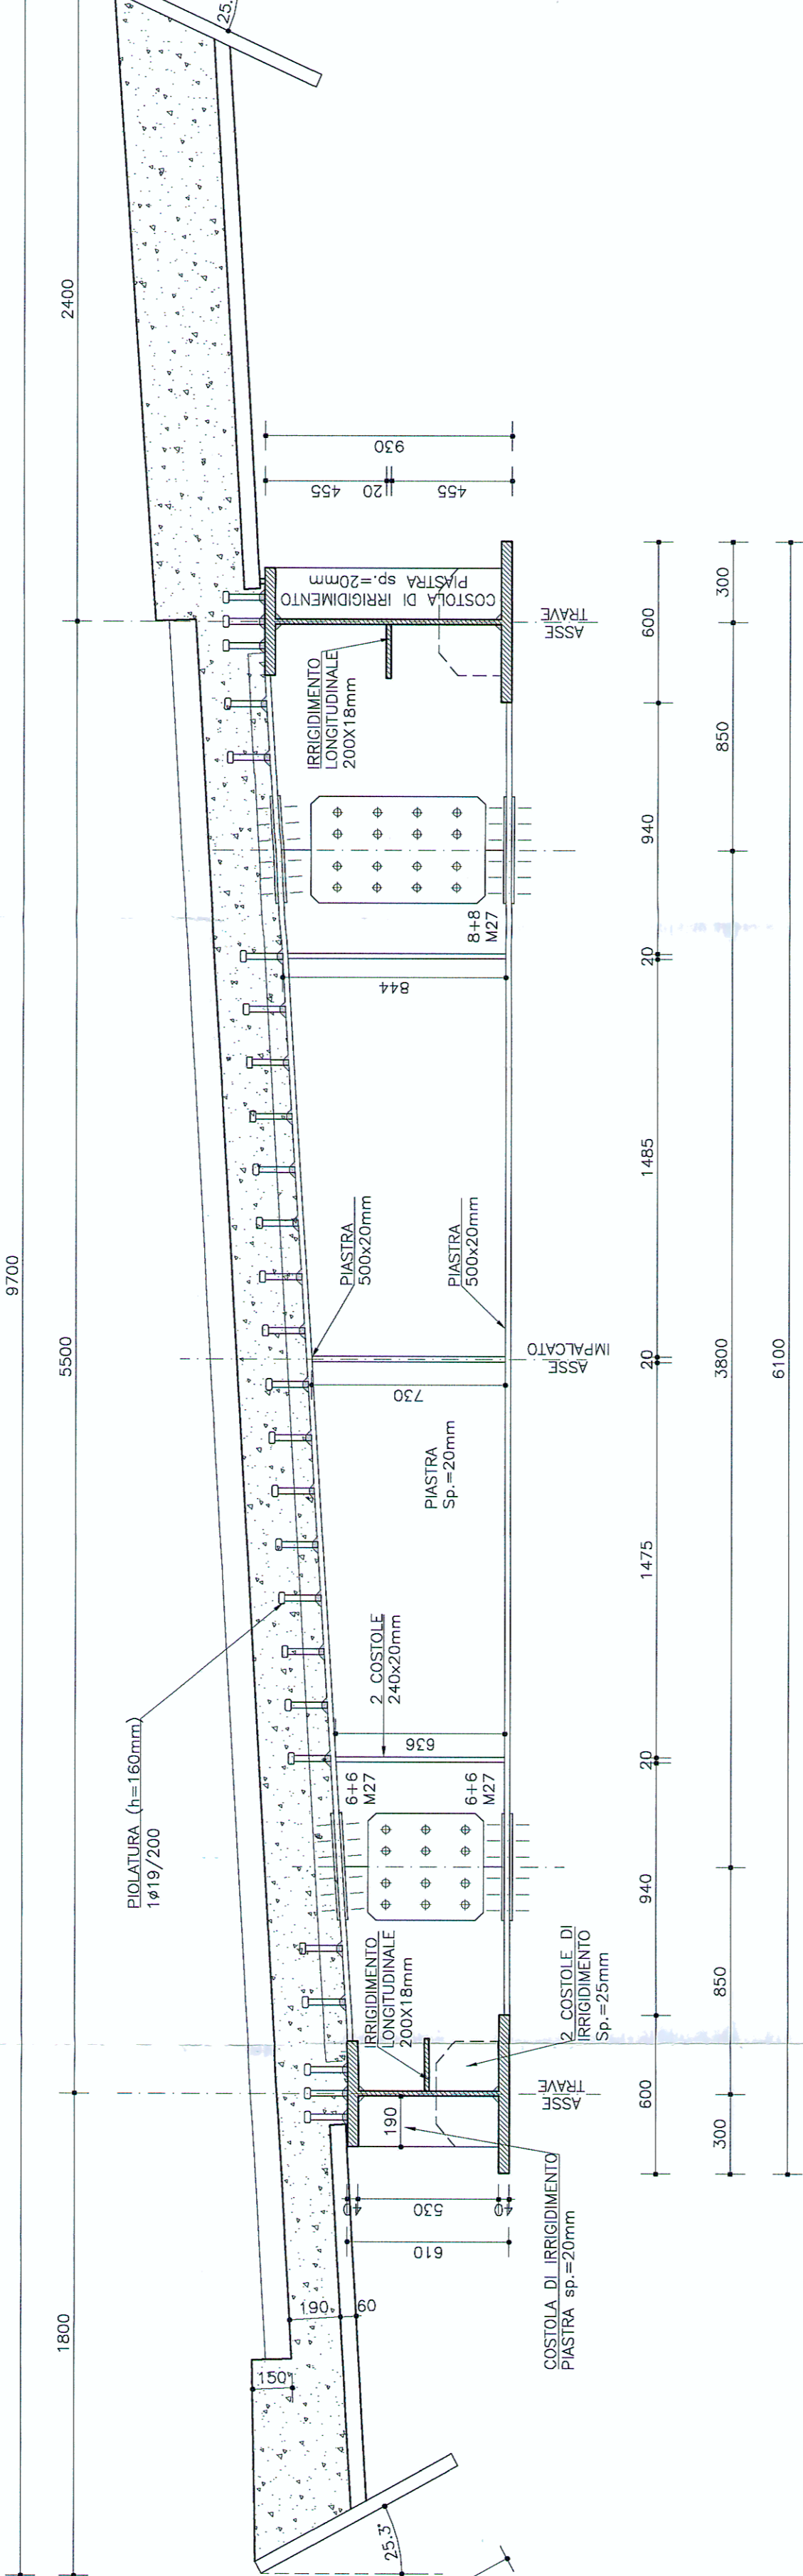 25.
2400
930
455
20
455
COSTOLA DI IRRIGIDIMENTO
PIASTRA sp.=20mm
ASSE
TRAVE
300
600
IRRIGIDIMENTO
LONGITUDINALE
200X18mm
850
940
8+8
M27
20
844
1485
PIASTRA
500x20mm
PIASTRA
500x20mm
9700
5500
ASSE
IMPALCATO
20
3800
6100
730
PIASTRA
Sp.=20mm
1475
2 COSTOLE
240x20mm
PIOLATURA (h=160mm)
1ø19/200
636
20
6+6
M27
6+6
M27
940
850
IRRIGIDIMENTO
LONGITUDINALE
200X18mm
2 COSTOLE DI
IRRIGIDIMENTO
Sp.=25mm
ASSE
TRAVE
600
300
190
40
530
40
610
COSTOLA DI IRRIGIDIMENTO
PIASTRA sp.=20mm
190
60
1800
150
25.3°